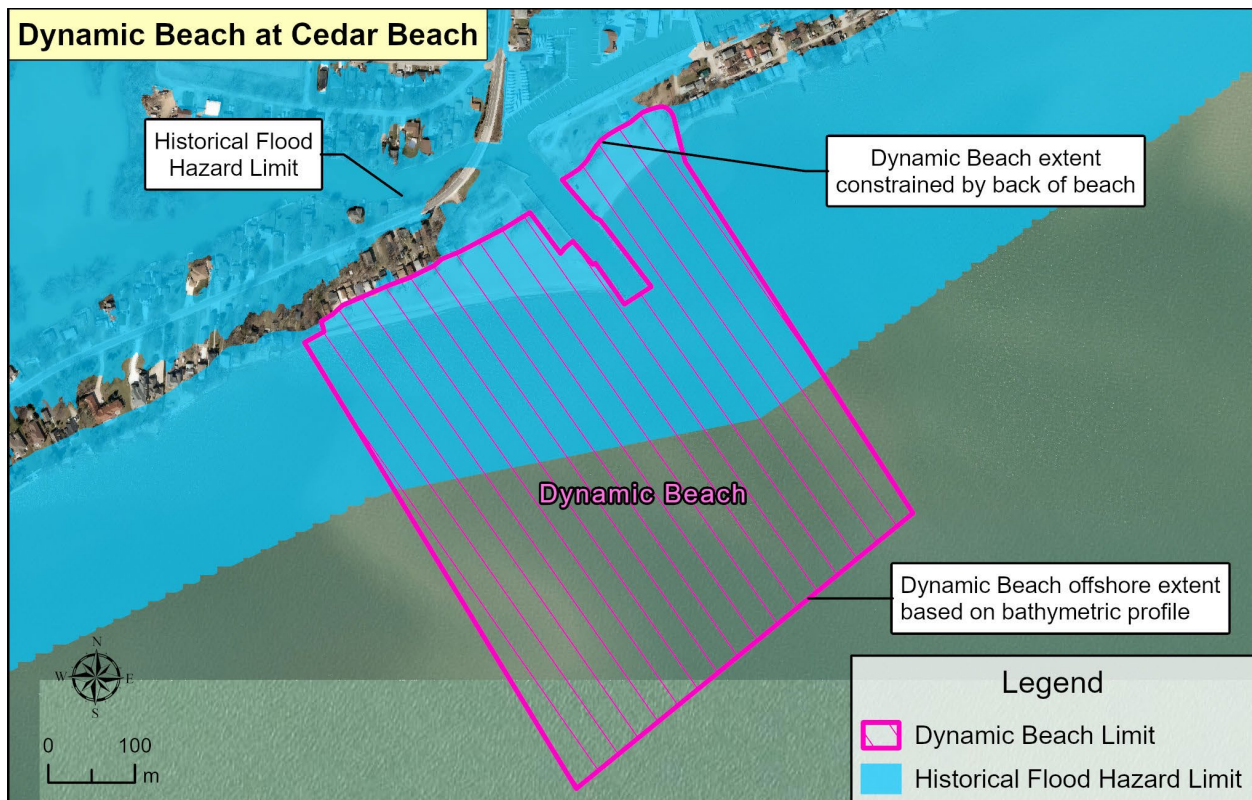 Dynamic Beach at Cedar Beach
Historical Flood
Hazard Limit
Dynamic Beach extent
constrained by back of beach
Dynamic Beach
Dynamic Beach offshore extent
based on bathymetric profile
N
W E
S
0 100
m
Legend
Dynamic Beach Limit
Historical Flood Hazard Limit